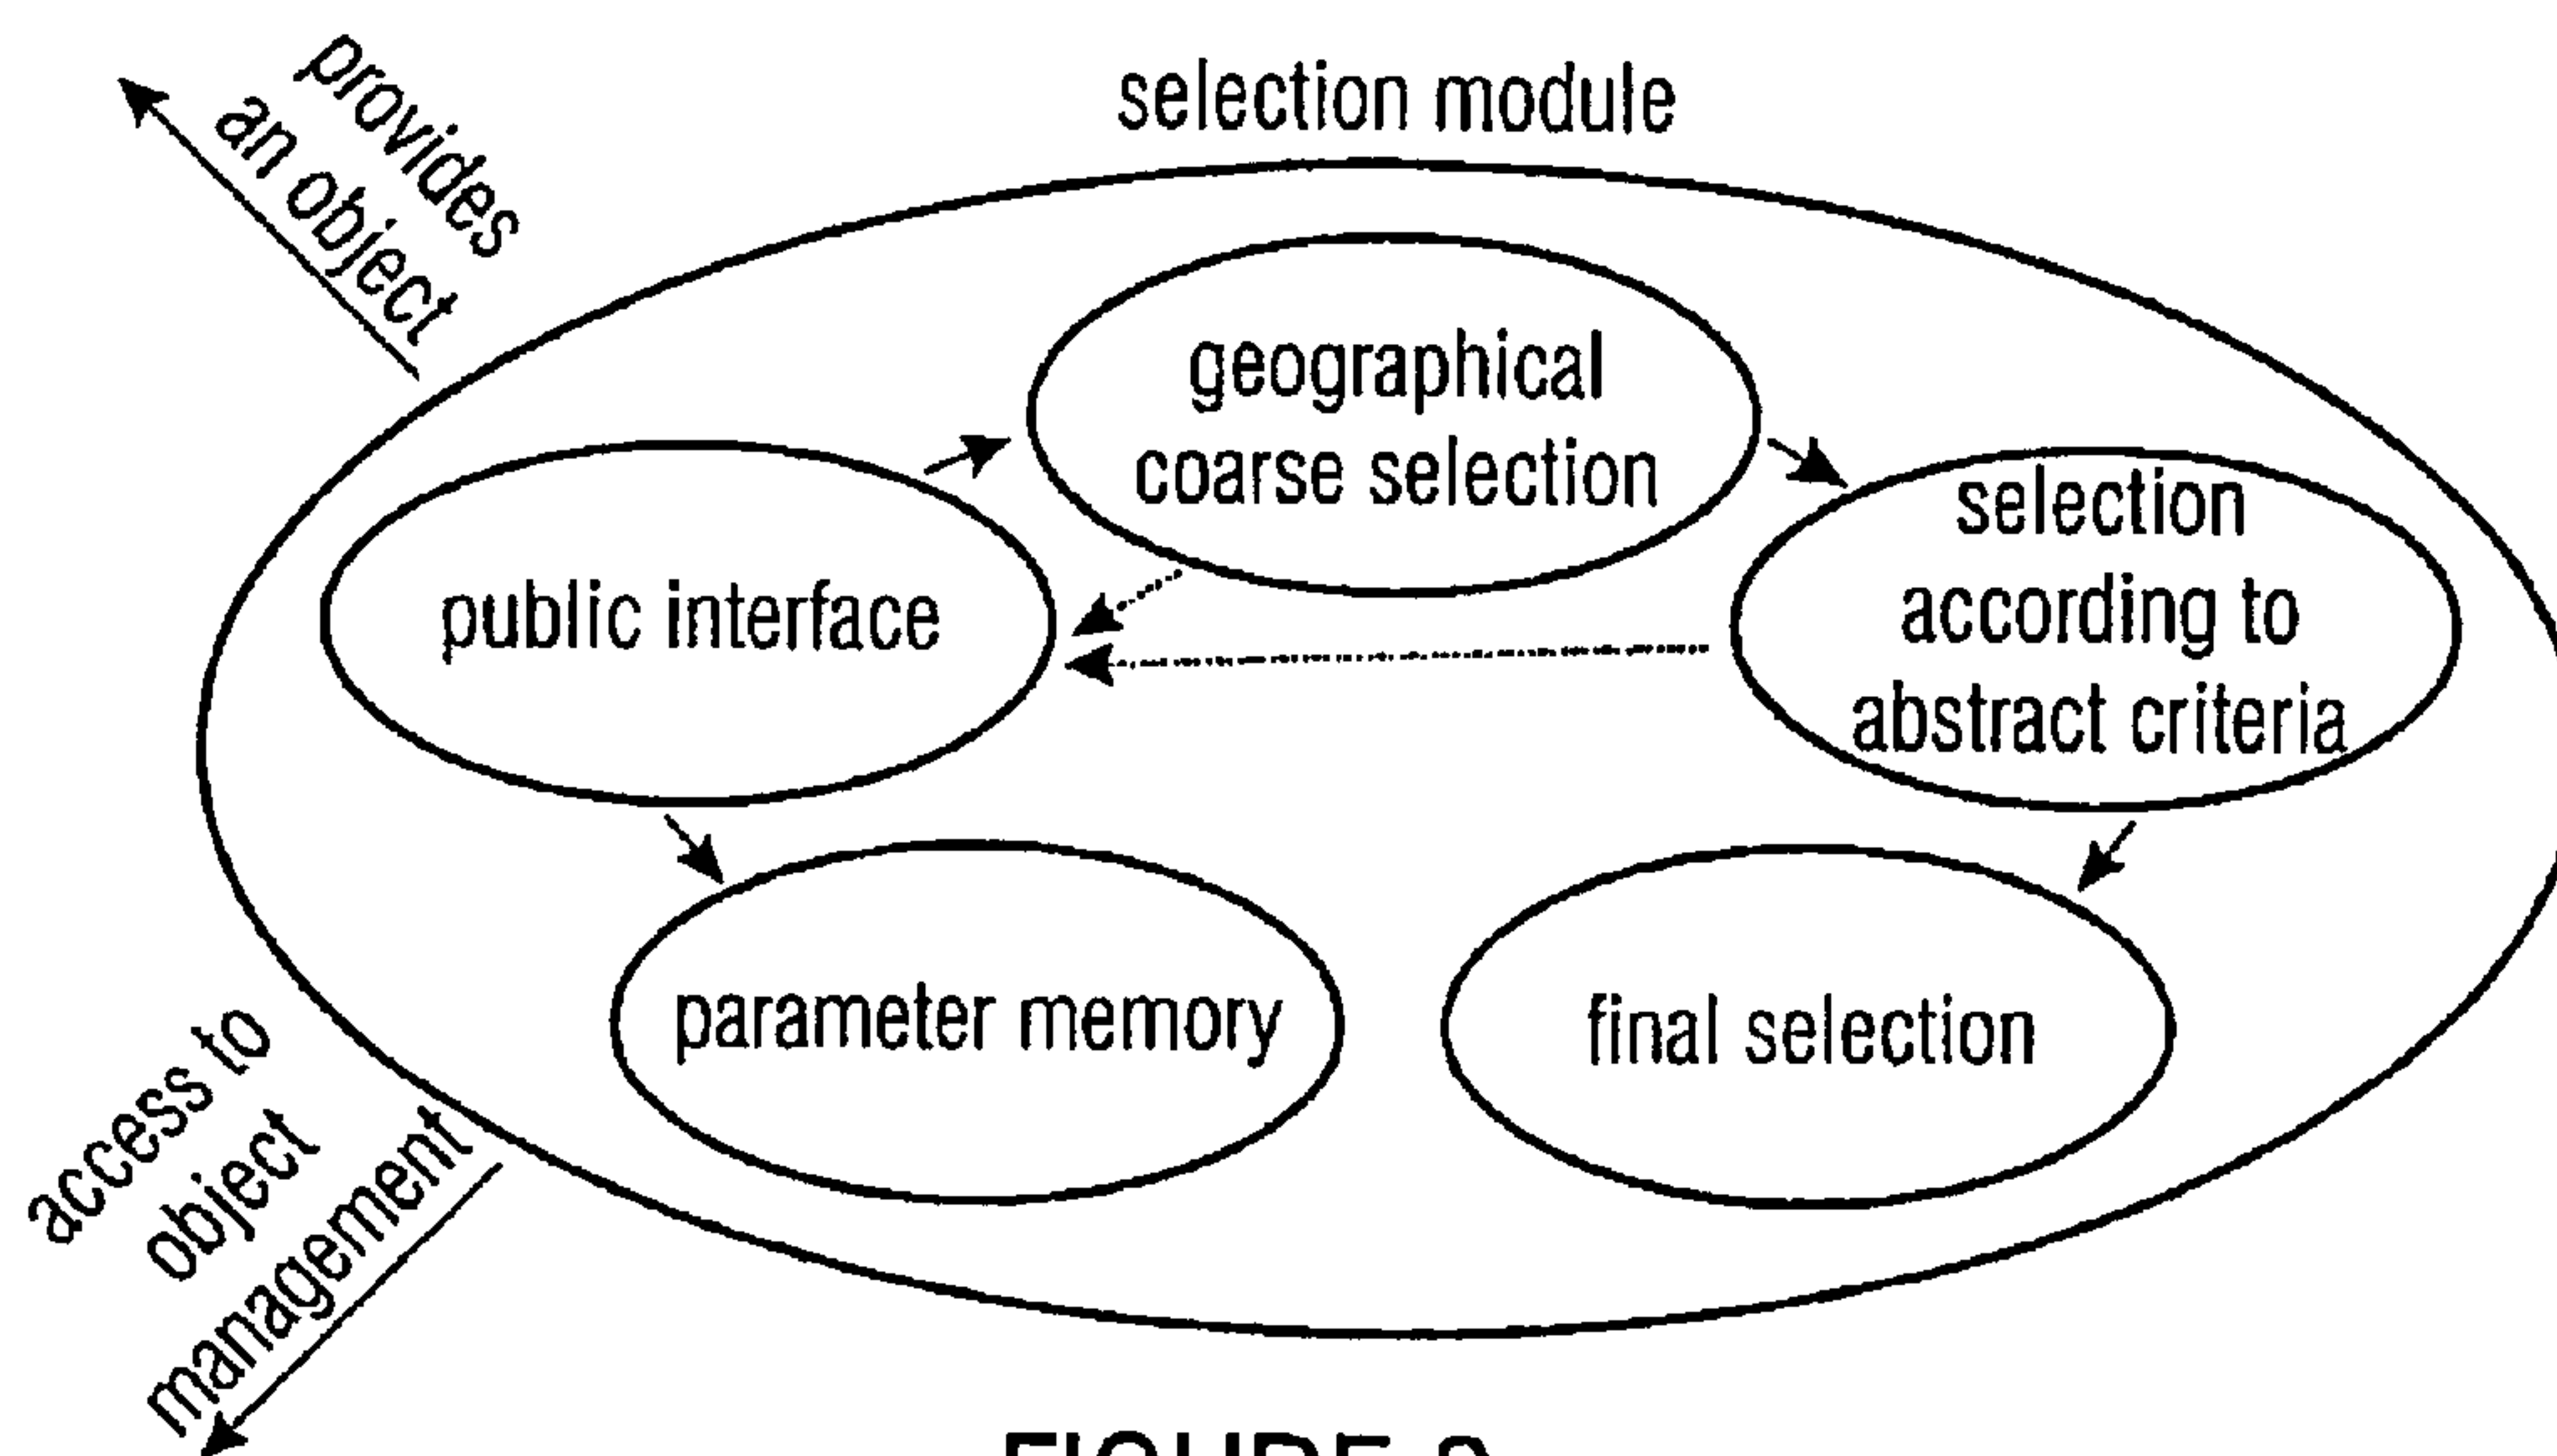 provides
an object
selection module
geographical
coarse selection
public interface
selection
according to
abstract criteria
parameter memory
final selection
access to
object
management